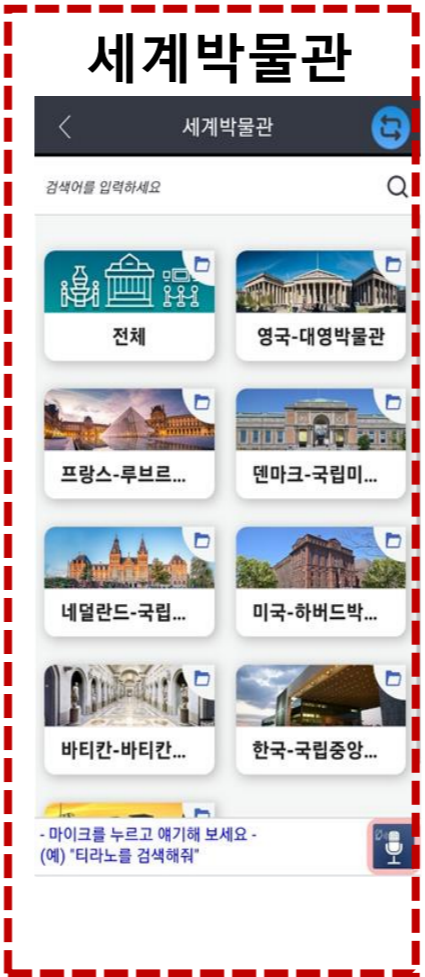 세계박물관
세계박물관
검색어를 입력하세요
전체
영국-대영박물관
프랑스-루브르...
덴마크-국립미...
네덜란드-국립...
미국-하버드박...
바티칸-바티칸...
한국-국립중앙...
- 마이크를 누르고 얘기해 보세요 -
(예) "티라노를 검색해줘"